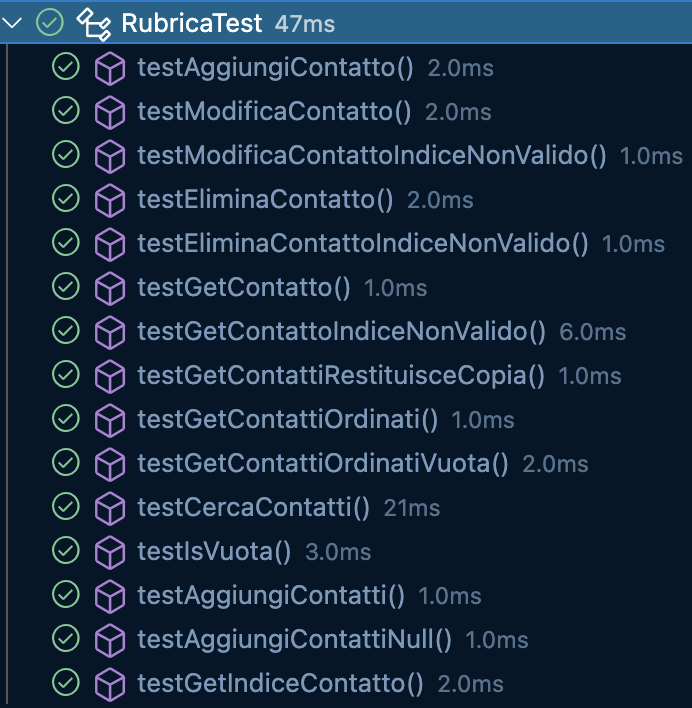 RubricaTest 47ms
testAggiungiContatto() 2.0ms
testModificaContatto() 2.0ms
testModificaContattoIndiceNonValido() 1.0ms
testEliminaContatto() 2.0ms
testEliminaContattoIndiceNonValido() 1.0ms
testGetContatto() 1.0ms
testGetContattoIndiceNonValido() 6.0ms
testGetContattiRestituisceCopia() 1.0ms
testGetContattiOrdinati() 1.0ms
testGetContattiOrdinatiVuota() 2.0ms
testCercaContatti() 21ms
testIsVuota() 3.0ms
testAggiungiContatti() 1.0ms
testAggiungiContattiNull() 1.0ms
testGetIndiceContatto() 2.0ms